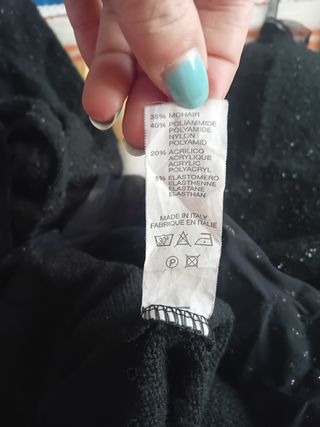 35% MOHAIR
40% POLIAMMIDE
POLYAMIDE
NYLON
POLYAMID
20% ACRILICO
ACRYLIQUE
ACRYLIC
POLYACRYL
5% ELASTOMERO
ELASTHENNE
ELASTANE
ELASTHAN
MADE IN ITALY
FABRIQUE EN ITALIE
30°
P